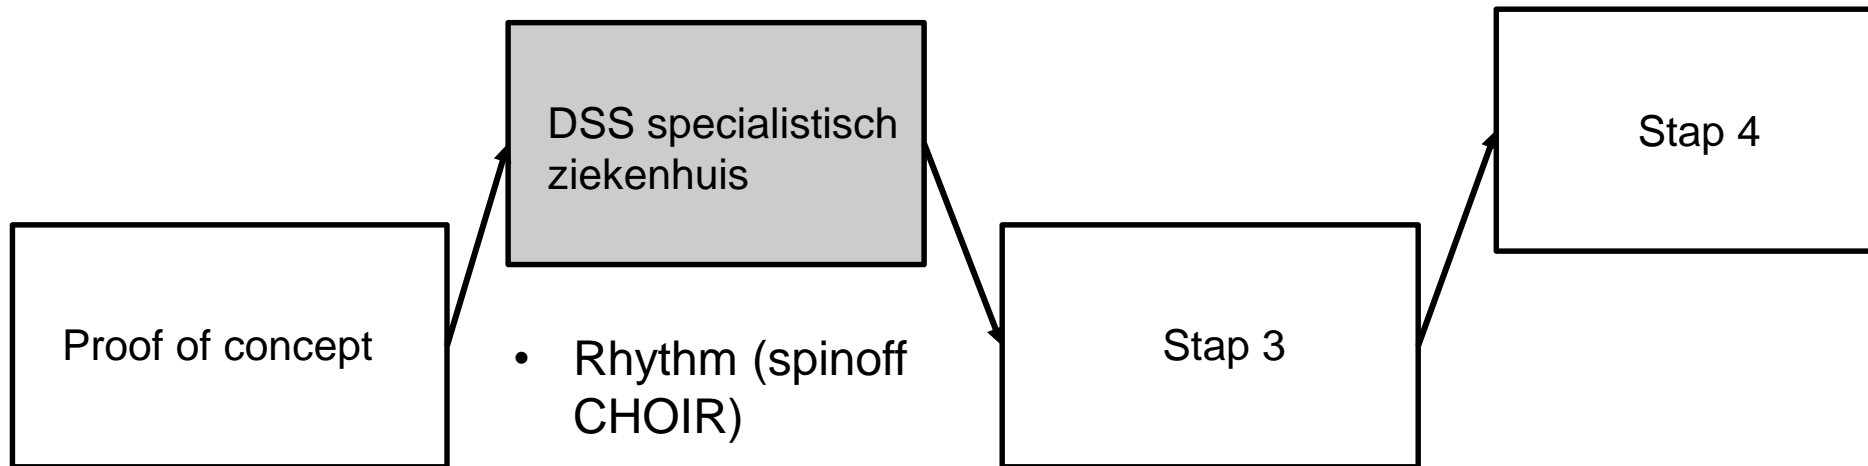 Proof of concept
DSS specialistisch
ziekenhuis
• Rhythm (spinoff
CHOIR)
Stap 3
Stap 4